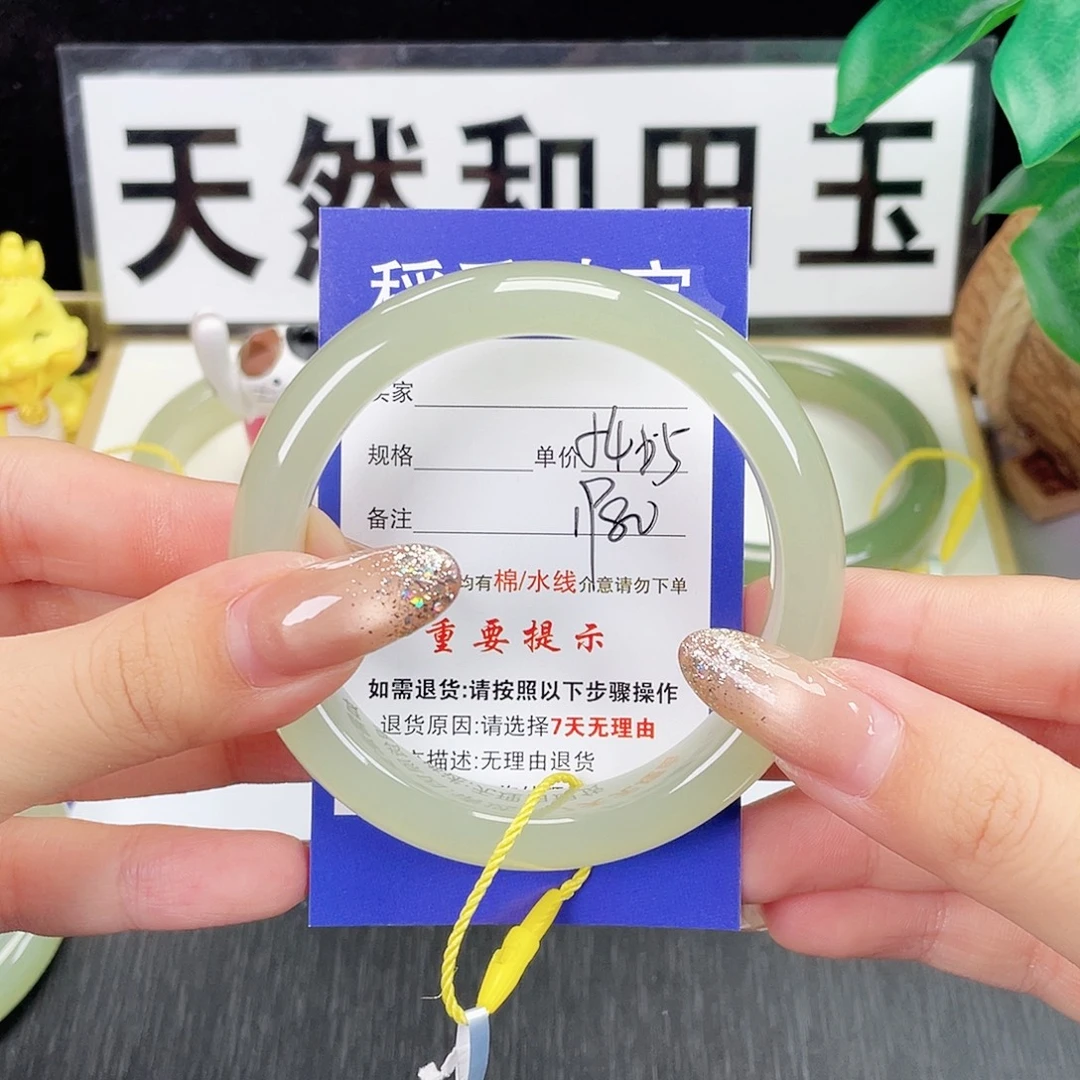 天然和田玉
家
规格 单价
备注
均有棉/水线介意请勿下单
重要提示
如需退货:请按照以下步骤操作
退货原因:请选择7天无理由
描述:无理由退货